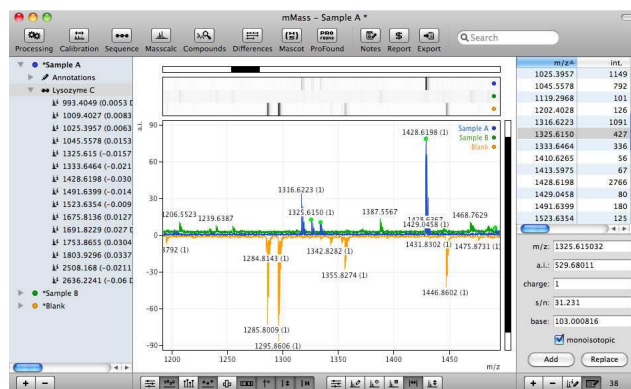 mMass – Sample A *
Processing Calibration Sequence Masscalc Compounds Differences Mascot ProFound Notes Report Export
Search
*Sample A
Annotations
Lysozyme C
993.4049 (0.0053 D
1009.4027 (0.0083
1025.3957 (0.0063
1045.5578 (0.0153
1325.615 (-0.0157
1333.6464 (-0.021
1428.6198 (-0.030
1491.6399 (-0.014
1523.6354 (-0.009
1675.8136 (0.0127
1691.8229 (0.027 D
1753.8655 (0.0304
1803.9296 (0.0337
2508.168 (-0.0211
2636.2241 (-0.06 D
*Sample B
*Blank
a.i.
90
60
30
0
-30
-60
-90
1428.6198 (1)
Sample A
Sample B
Blank
1316.6223 (1)
1206.5523
1239.6387
1325.6150 (1)
1387.5567
1428.6367
1429.0458 (1)
1468.7629
3792 (1)
1284.8143 (1)
1342.8282 (1)
1355.8274 (1)
1431.8302 (1)
1475.8731 (1)
1446.8602 (1)
1285.8009 (1)
1295.8606 (1)
1200 1250 1300 1350 1400 1450
m/z
m/z int.
1025.3957 1149
1045.5578 792
1119.2968 101
1202.4028 126
1316.6223 1091
1325.6150 427
1333.6464 336
1410.6265 56
1413.5975 67
1428.6198 2766
1429.0458 80
1491.6399 180
1523.6354 125
m/z: 1325.615032
a.i.: 529.68011
charge: 1
s/n: 31.231
base: 103.000816
monoisotopic
Add Replace
38